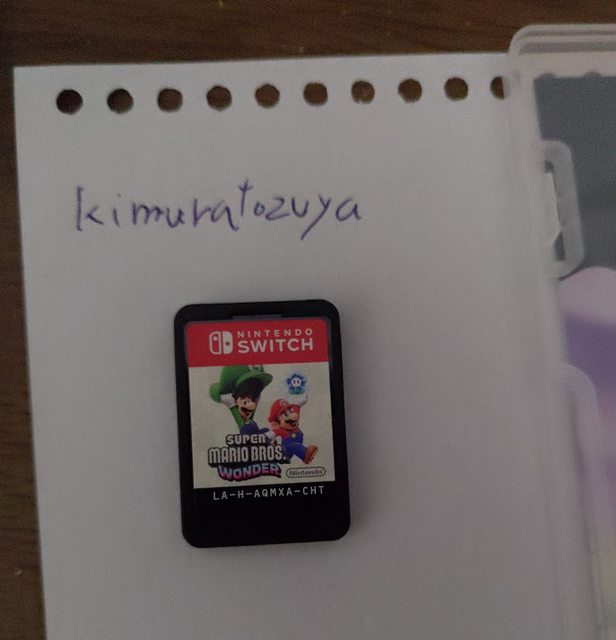 kimuratozuya
NINTENDO
SWITCH
SUPER
MARIO BROS.
WONDER
Nintendo
LA-H-AQMXA-CHT